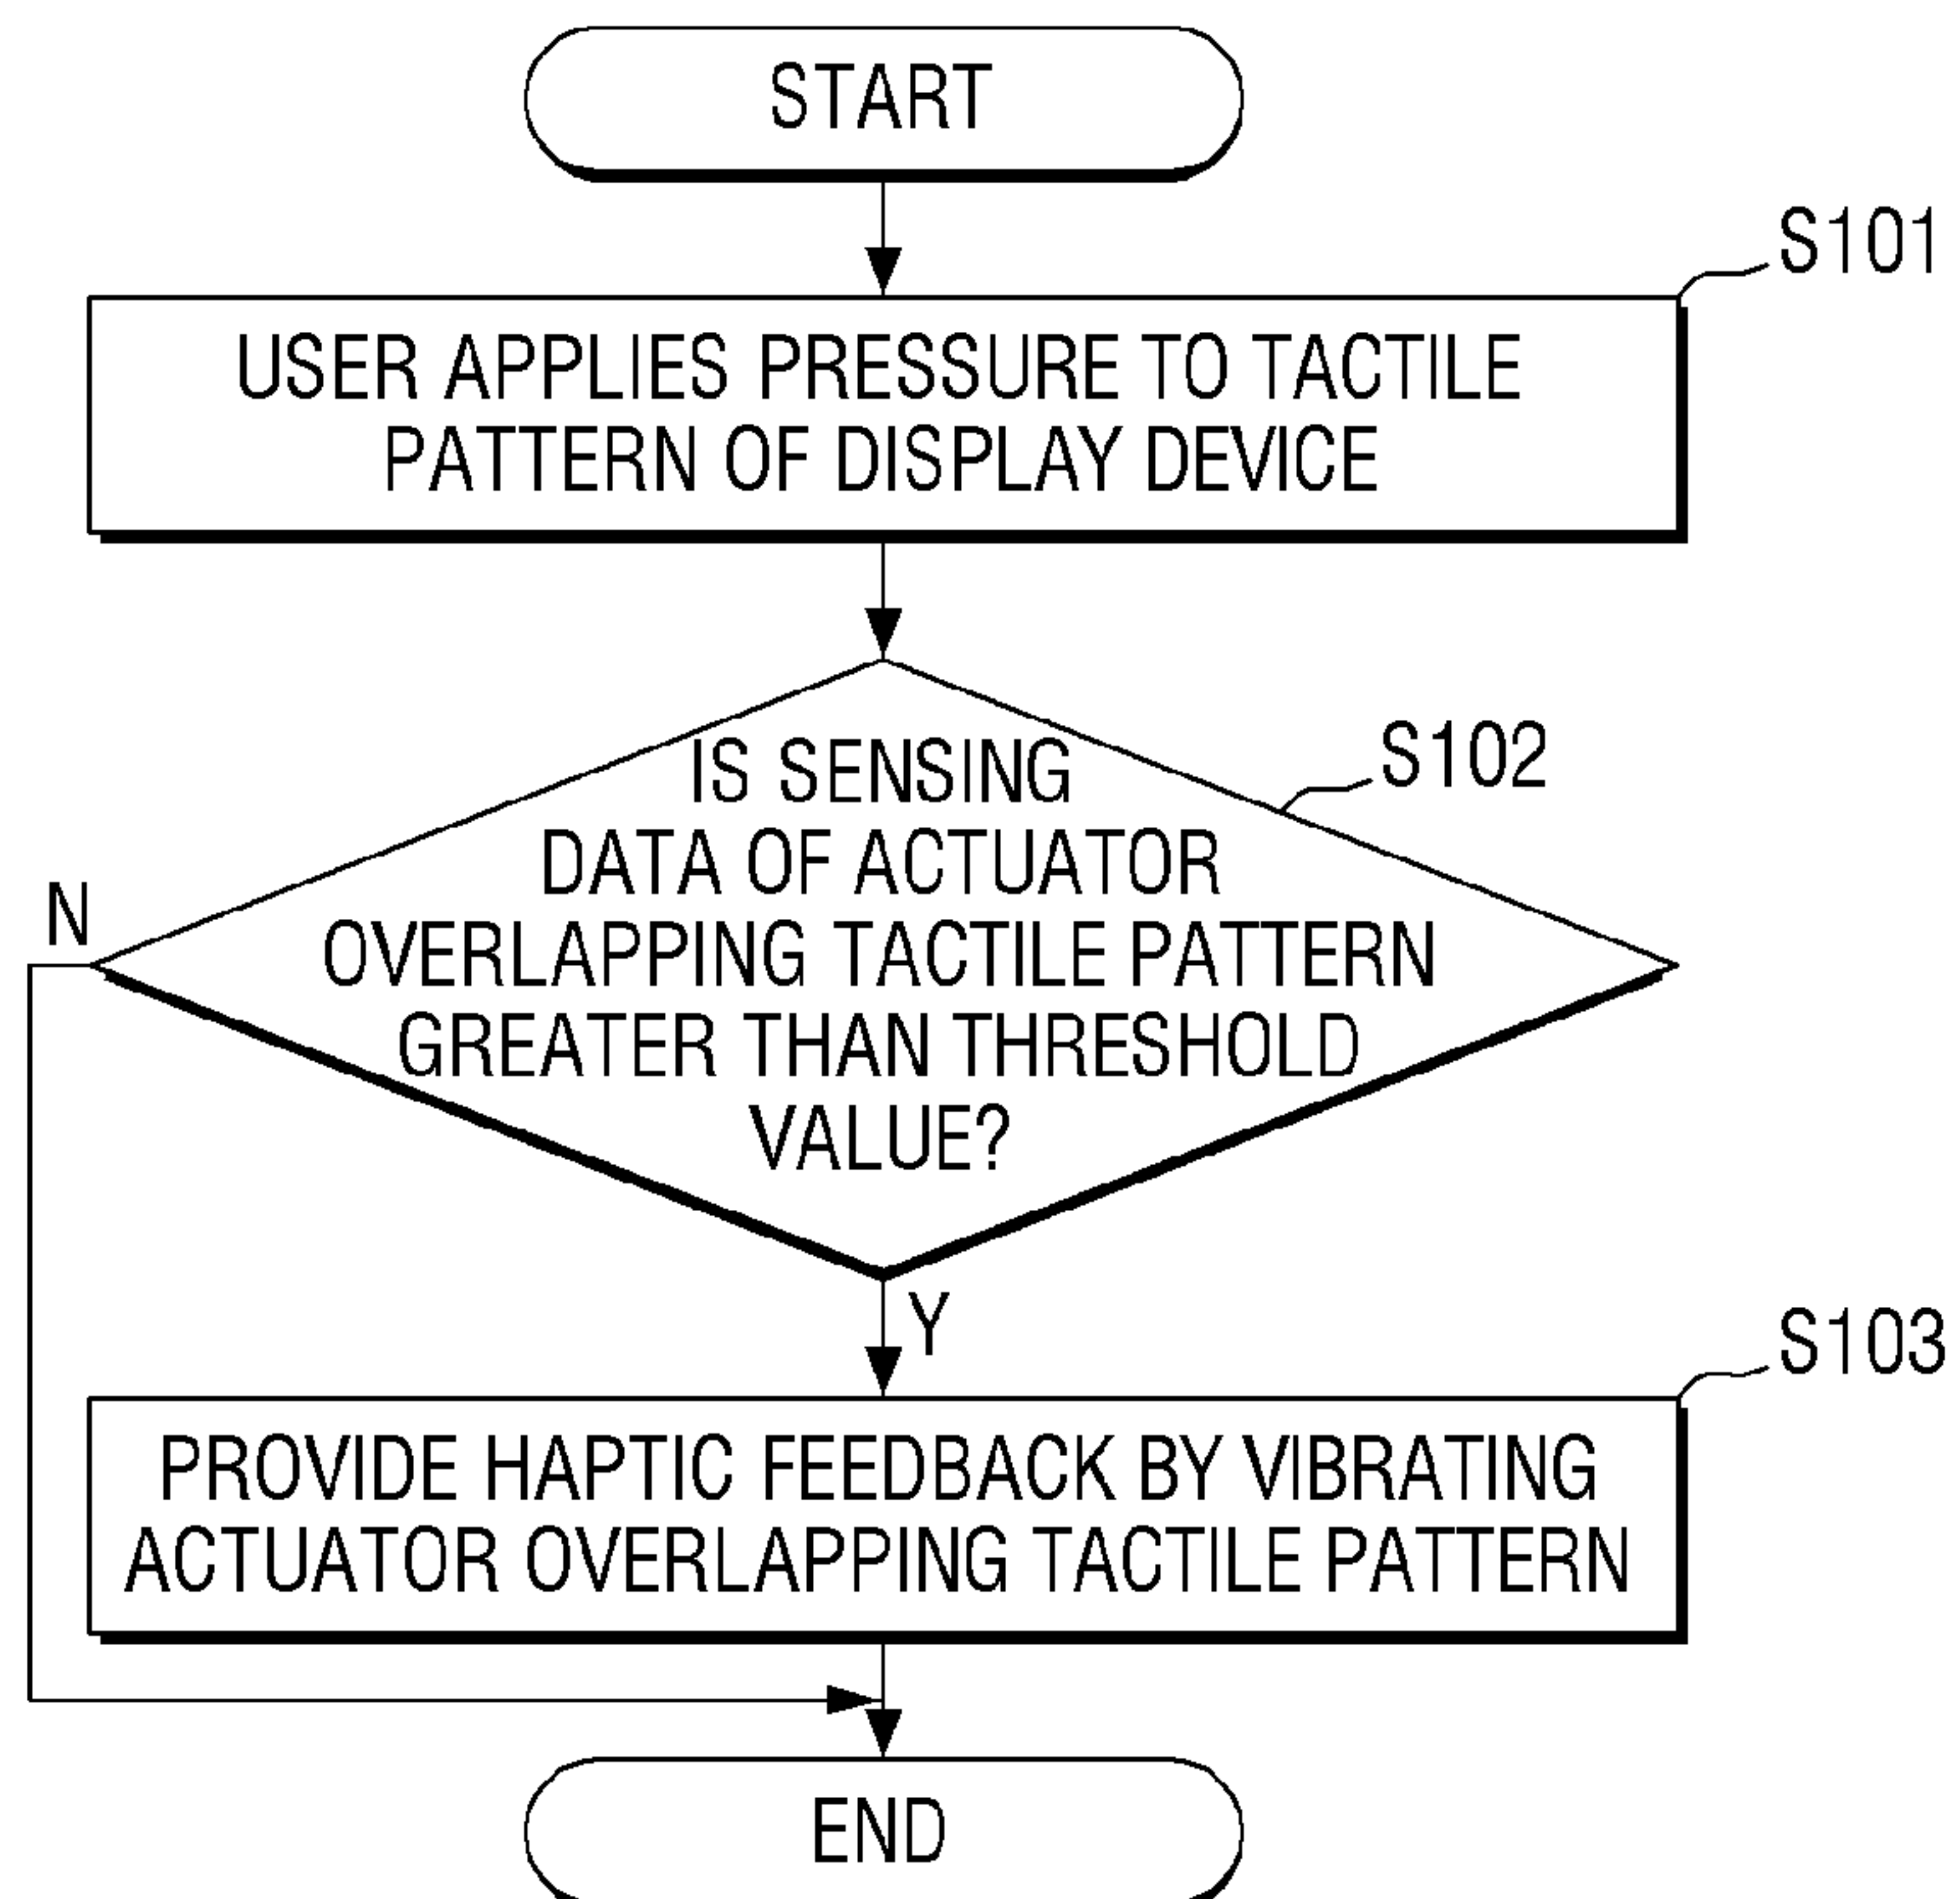 START
S101
USER APPLIES PRESSURE TO TACTILE
PATTERN OF DISPLAY DEVICE
S102
IS SENSING
DATA OF ACTUATOR
OVERLAPPING TACTILE PATTERN
GREATER THAN THRESHOLD
VALUE?
N
Y
S103
PROVIDE HAPTIC FEEDBACK BY VIBRATING
ACTUATOR OVERLAPPING TACTILE PATTERN
END